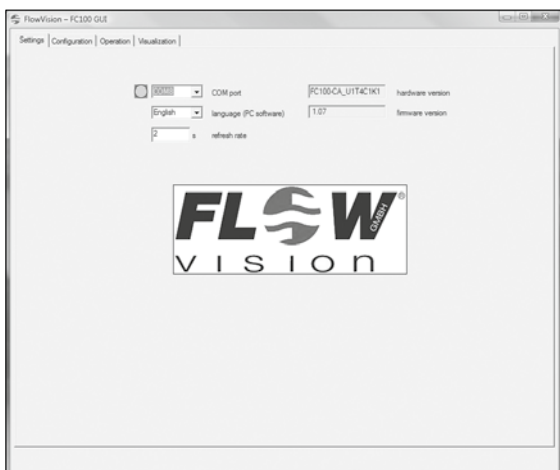 FlowVision – FC100 GUI
Settings Configuration Operation Visualization
COM port FC100-CA_U1T4C1K1 hardware version
English language (PC software) 1.07 firmware version
2 s refresh rate
FLOW GMBH ®
vision